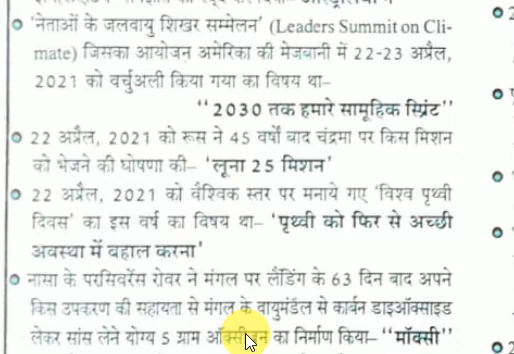 'नेताओं के जलवायु शिखर सम्मेलन' (Leaders Summit on Cli-
mate) जिसका आयोजन अमेरिका की मेजबानी में 22-23 अप्रैल,
2021 को वर्चुअली किया गया का विषय था–
"2030 तक हमारे सामूहिक स्प्रिंट"
22 अप्रैल, 2021 को रूस ने 45 वर्षों बाद चंद्रमा पर किस मिशन
को भेजने की घोषणा की– 'लूना 25 मिशन'
22 अप्रैल, 2021 को वैश्विक स्तर पर मनाये गए 'विश्व पृथ्वी
दिवस' का इस वर्ष का विषय था– 'पृथ्वी को फिर से अच्छी
अवस्था में बहाल करना'
नासा के परसिवरेंस रोवर ने मंगल पर लैंडिंग के 63 दिन बाद अपने
किस उपकरण की सहायता से मंगल के वायुमंडल से कार्बन डाइऑक्साइड
लेकर सांस लेने योग्य 5 ग्राम ऑक्सीजन का निर्माण किया– "मॉक्सी"